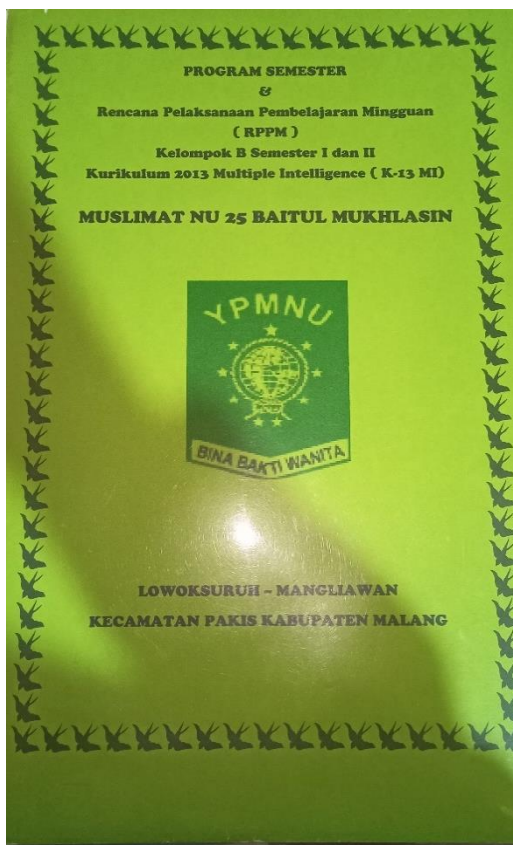 PROGRAM SEMESTER
&
Rencana Pelaksanaan Pembelajaran Mingguan
( RPPM )
Kelompok B Semester I dan II
Kurikulum 2013 Multiple Intelligence ( K-13 MI)
MUSLIMAT NU 25 BAITUL MUKHLASIN
YPMNU
BINA BAKTI WANITA
LOWOKSURUH – MANGLIAWAN
KECAMATAN PAKIS KABUPATEN MALANG